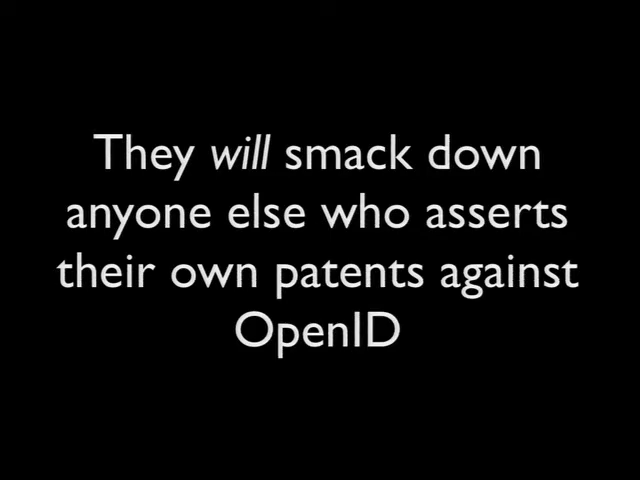 They will smack down
anyone else who asserts
their own patents against
OpenID